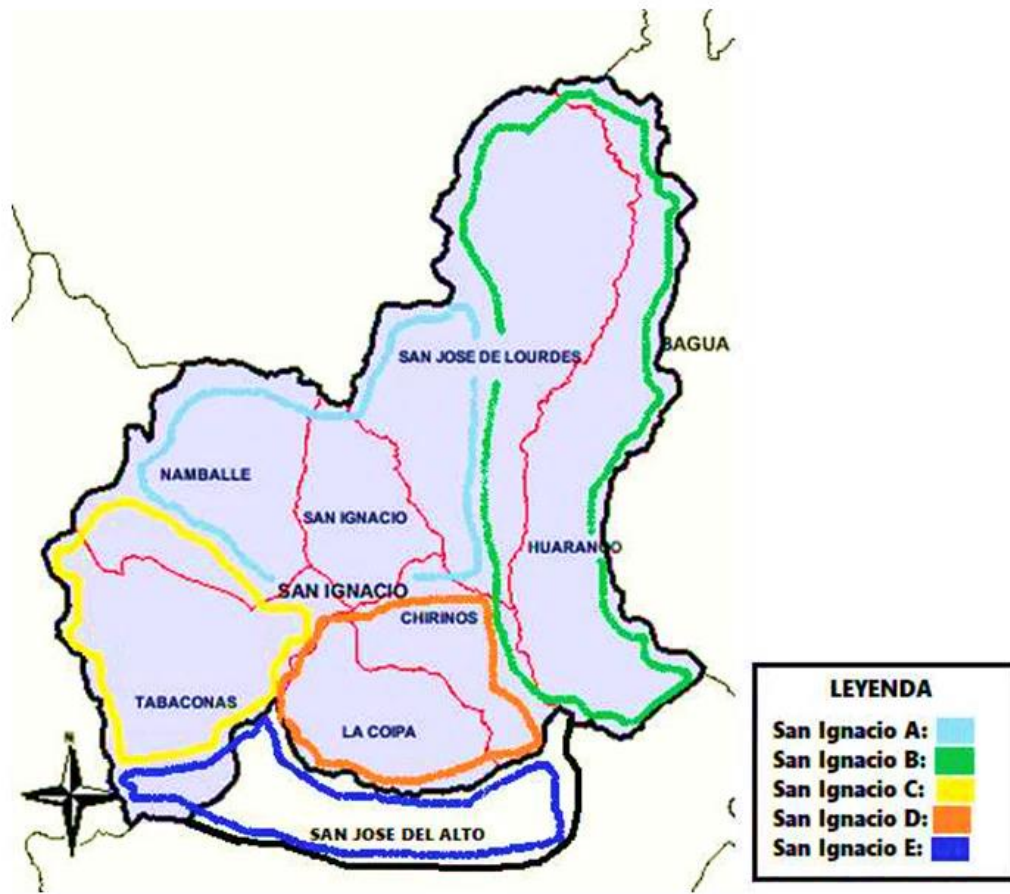 SAN JOSE DE LOURDES
BAGUA
NAMBALLE
SAN IGNACIO
HUARANGO
SAN IGNACIO
CHIRINOS
TABACONAS
LA COIPA
N
SAN JOSE DEL ALTO
LEYENDA
San Ignacio A:
San Ignacio B:
San Ignacio C:
San Ignacio D:
San Ignacio E: